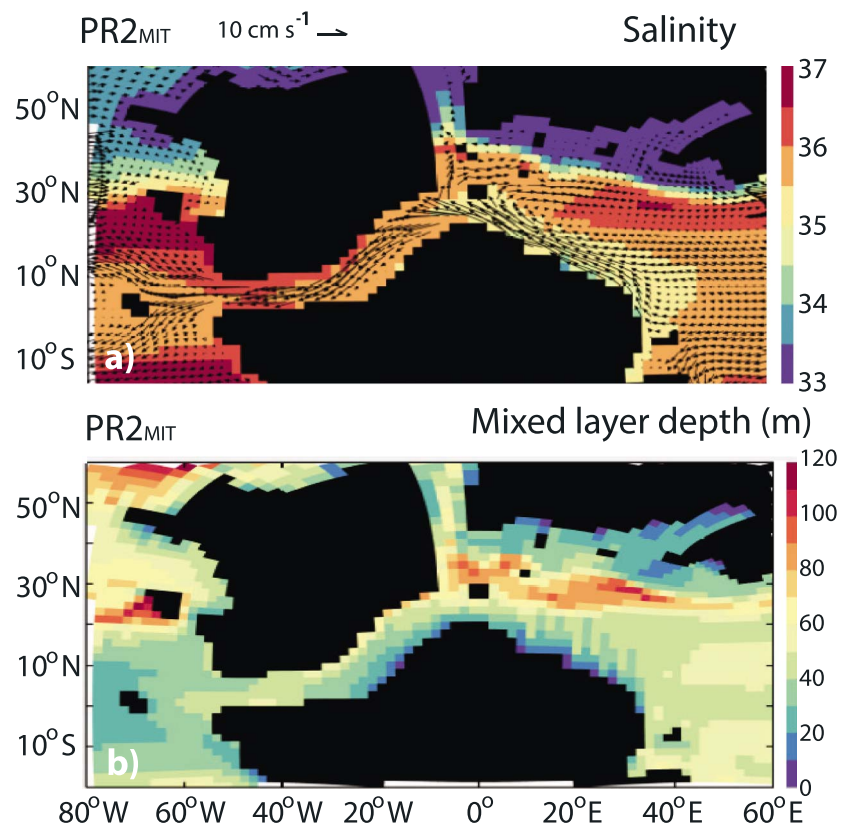 PR2MIT 10 cm s-1 Salinity
50°N
30°N
10°N
10°S
a)
37
36
35
34
33
PR2MIT Mixed layer depth (m)
50°N
30°N
10°N
10°S
b)
120
100
80
60
40
20
0
80°W 60°W 40°W 20°W 0° 20°E 40°E 60°E